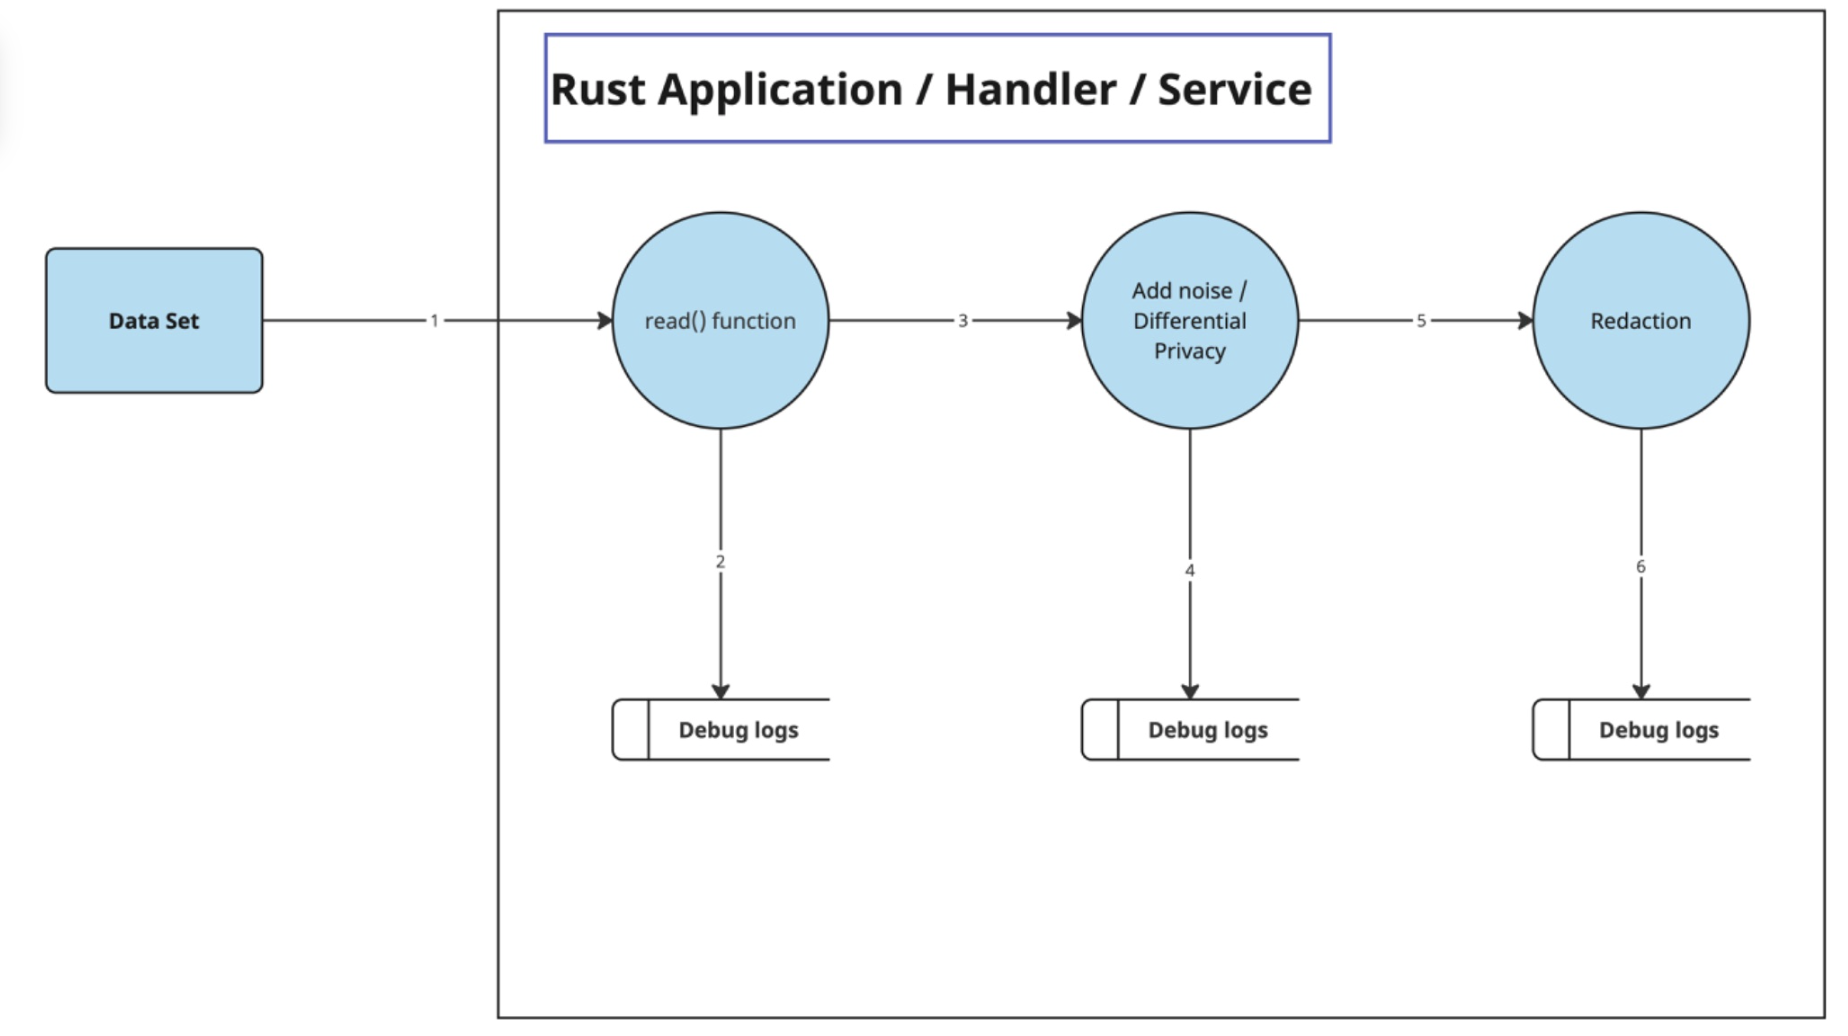 Rust Application / Handler / Service
Data Set
1
read() function
3
Add noise /
Differential
Privacy
5
Redaction
2
4
6
Debug logs
Debug logs
Debug logs